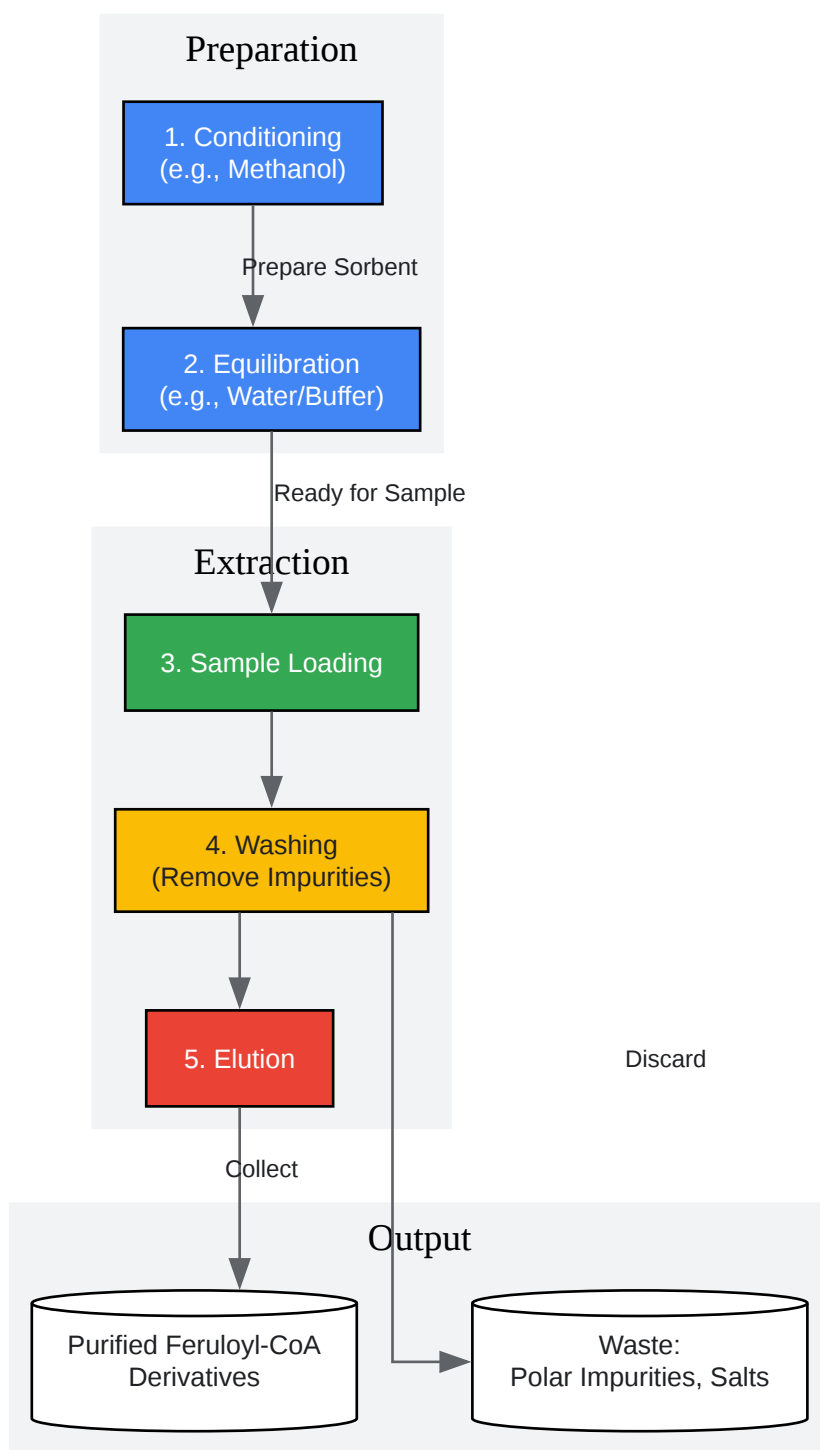 Preparation
1. Conditioning
(e.g., Methanol)
Prepare Sorbent
2. Equilibration
(e.g., Water/Buffer)
Ready for Sample
Extraction
3. Sample Loading
4. Washing
(Remove Impurities)
5. Elution
Discard
Collect
Output
Purified Feruloyl-CoA
Derivatives
Waste:
Polar Impurities, Salts